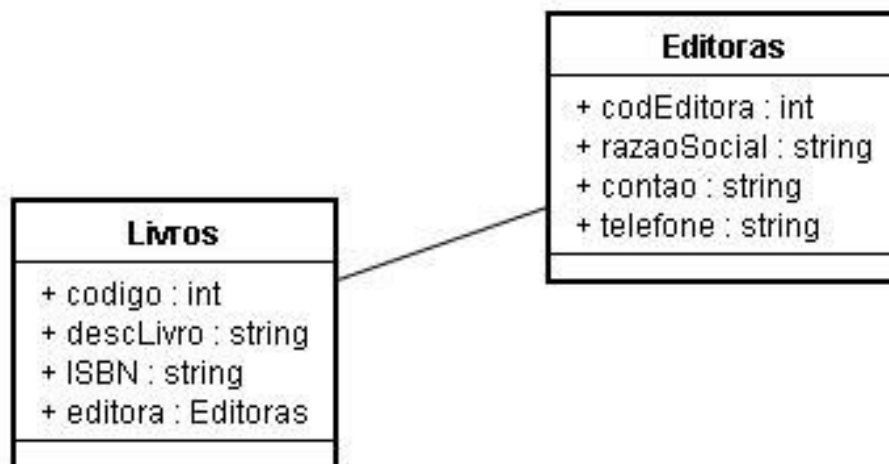 Editoras
+ codEditora : int
+ razaoSocial : string
+ contao : string
+ telefone : string
Livros
+ codigo : int
+ descLivro : string
+ ISBN : string
+ editora : Editoras